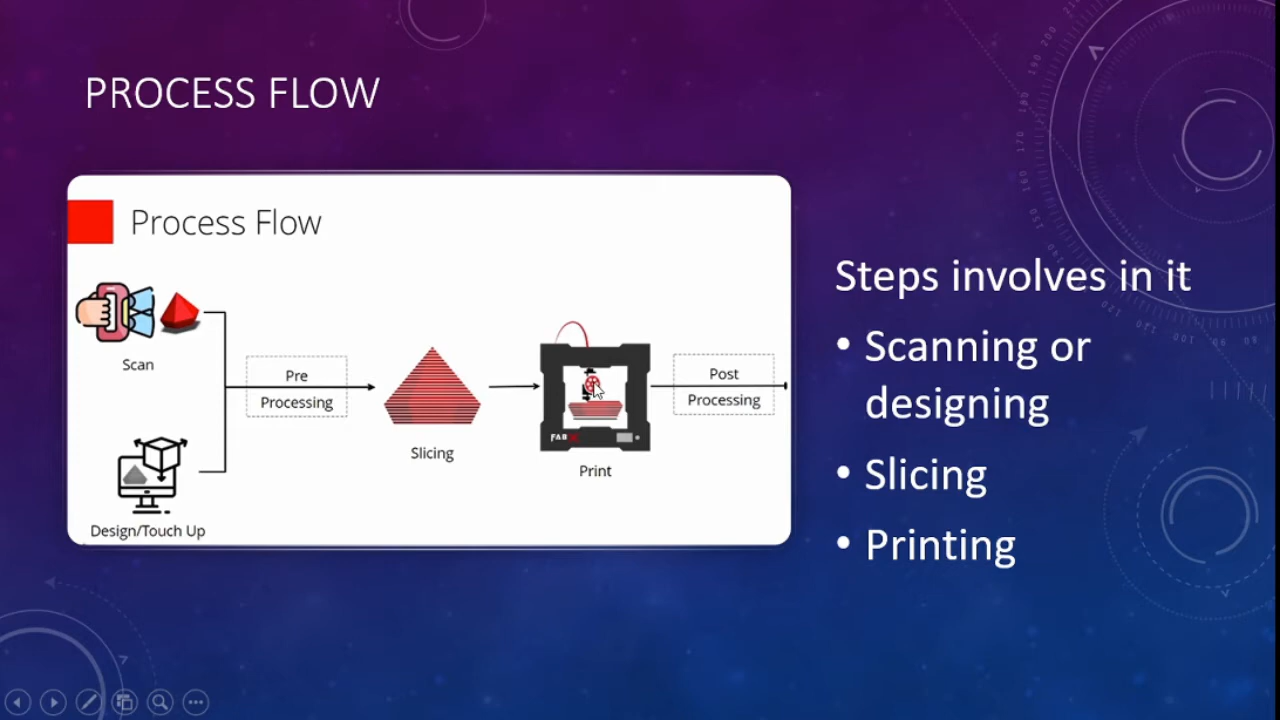 PROCESS FLOW
Process Flow
Scan
Pre
Processing
Slicing
Print
Post
Processing
Design/Touch Up
Steps involves in it
• Scanning or
designing
• Slicing
• Printing